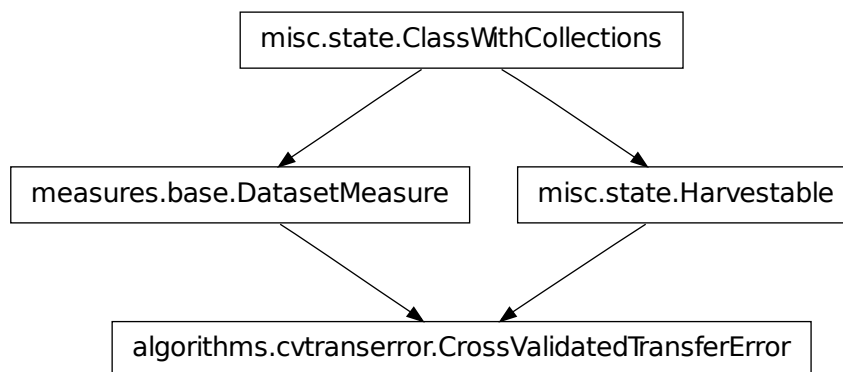 misc.state.ClassWithCollections
measures.base.DatasetMeasure
misc.state.Harvestable
algorithms.cvtranserror.CrossValidatedTransferError